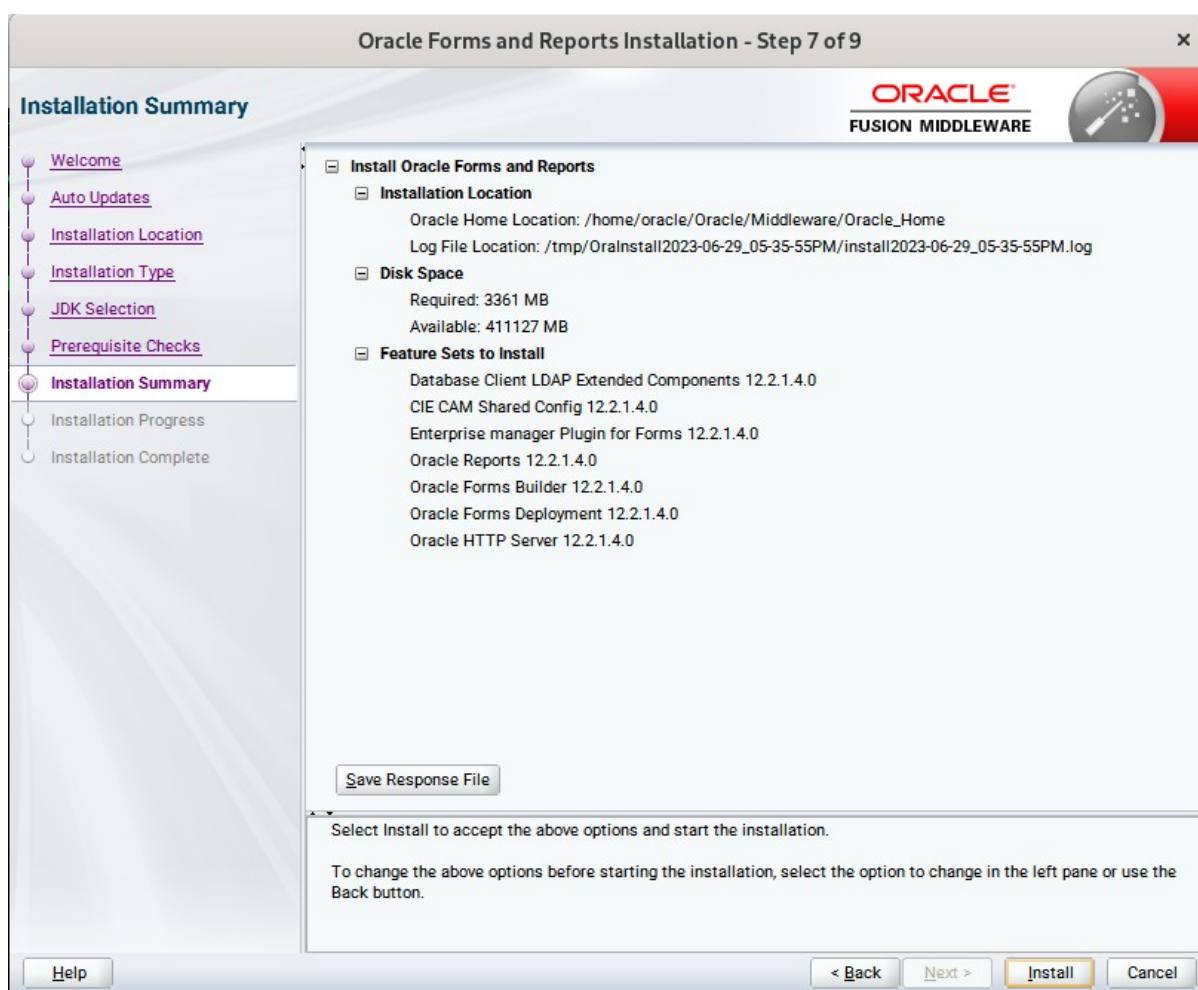 Oracle Forms and Reports Installation - Step 7 of 9
Installation Summary
ORACLE
FUSION MIDDLEWARE
Welcome
Auto Updates
Installation Location
Installation Type
JDK Selection
Prerequisite Checks
Installation Summary
Installation Progress
Installation Complete
Install Oracle Forms and Reports
Installation Location
Oracle Home Location: /home/oracle/Oracle/Middleware/Oracle_Home
Log File Location: /tmp/OraInstall2023-06-29_05-35-55PM/install2023-06-29_05-35-55PM.log
Disk Space
Required: 3361 MB
Available: 411127 MB
Feature Sets to Install
Database Client LDAP Extended Components 12.2.1.4.0
CIE CAM Shared Config 12.2.1.4.0
Enterprise manager Plugin for Forms 12.2.1.4.0
Oracle Reports 12.2.1.4.0
Oracle Forms Builder 12.2.1.4.0
Oracle Forms Deployment 12.2.1.4.0
Oracle HTTP Server 12.2.1.4.0
Save Response File
Select Install to accept the above options and start the installation.
To change the above options before starting the installation, select the option to change in the left pane or use the
Back button.
Help
< Back
Next >
Install
Cancel